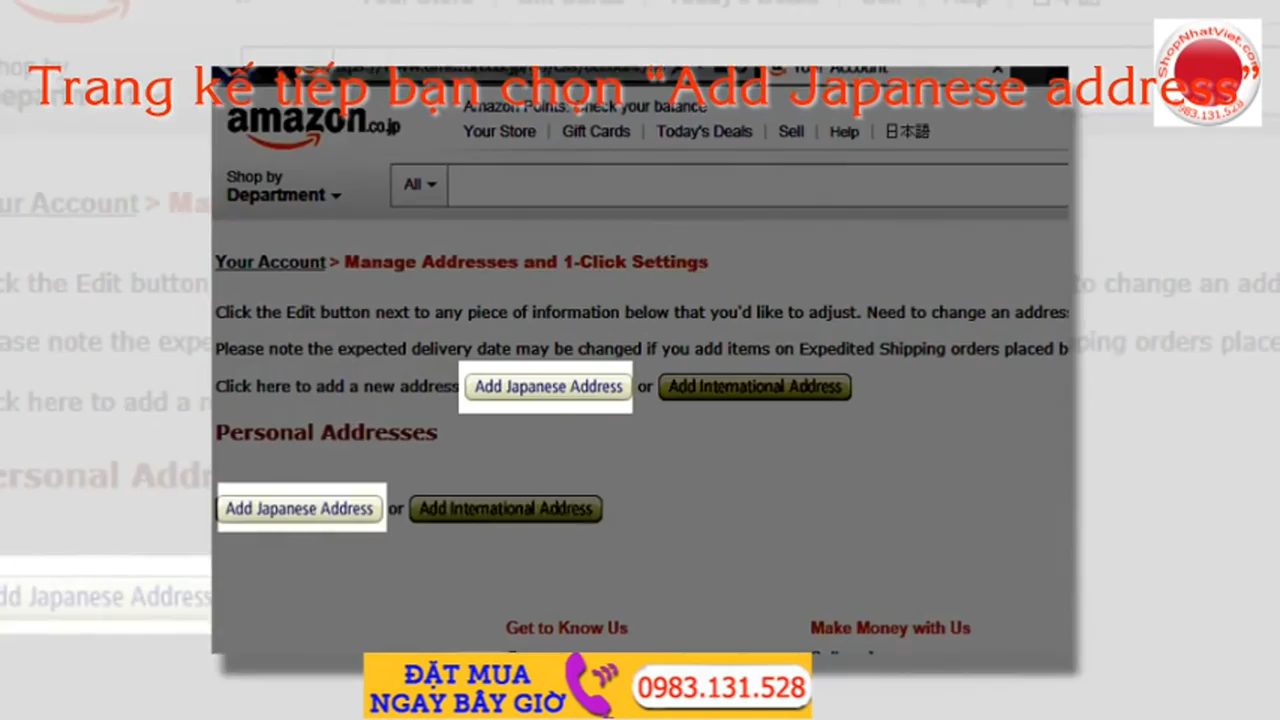 Trang kế tiếp bạn chọn “Add Japanese address”
ShopNhatViet.com
0983.131.528
Your Account
Amazon Points: Check your balance
amazon.co.jp
Your Store | Gift Cards | Today's Deals | Sell | Help | 日本語
Shop by
Department
All
Your Account > Manage Addresses and 1-Click Settings
Click the Edit button next to any piece of information below that you'd like to adjust. Need to change an address
Please note the expected delivery date may be changed if you add items on Expedited Shipping orders placed b
Click here to add a new address Add Japanese Address or Add International Address
Personal Addresses
Add Japanese Address or Add International Address
Get to Know Us
Make Money with Us
ĐẶT MUA
NGAY BÂY GIỜ
0983.131.528